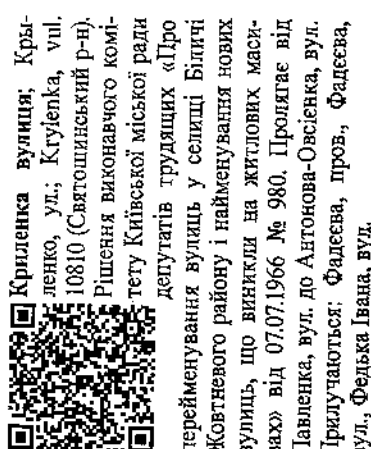 Криленка вулиця; Кры-
ленко, ул.; Krylenka, vul.
10810 (Святошинський р-н).
Рішення виконавчого комі-
тету Київської міської ради
депутатів трудящих «Про
перейменування вулиць у селищі Біличі
Жовтневого району і найменування нових
вулиць, що виникли на житлових маси-
вах» від 07.07.1966 № 980. Пролягає від
Павленка, вул. до Антонова-Овсієнка, вул.
Прилучаються: Фадєєва, пров., Фадєєва,
вул., Федька Івана, вул.